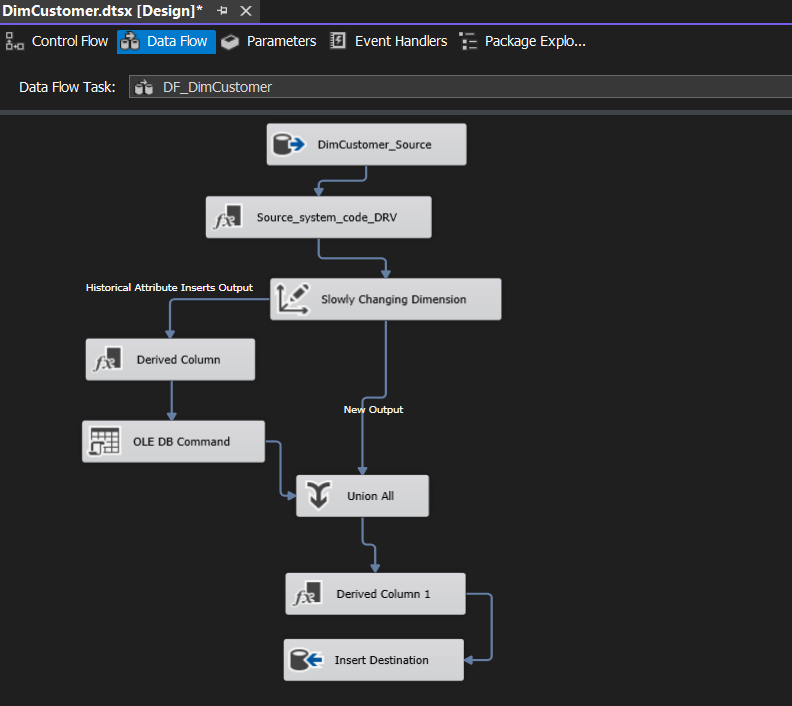 DimCustomer.dtsx [Design]*
Control Flow Data Flow Parameters Event Handlers Package Explo...
Data Flow Task: DF_DimCustomer
DimCustomer_Source
Source_system_code_DRV
Historical Attribute Inserts Output
Slowly Changing Dimension
Derived Column
New Output
OLE DB Command
Union All
Derived Column 1
Insert Destination